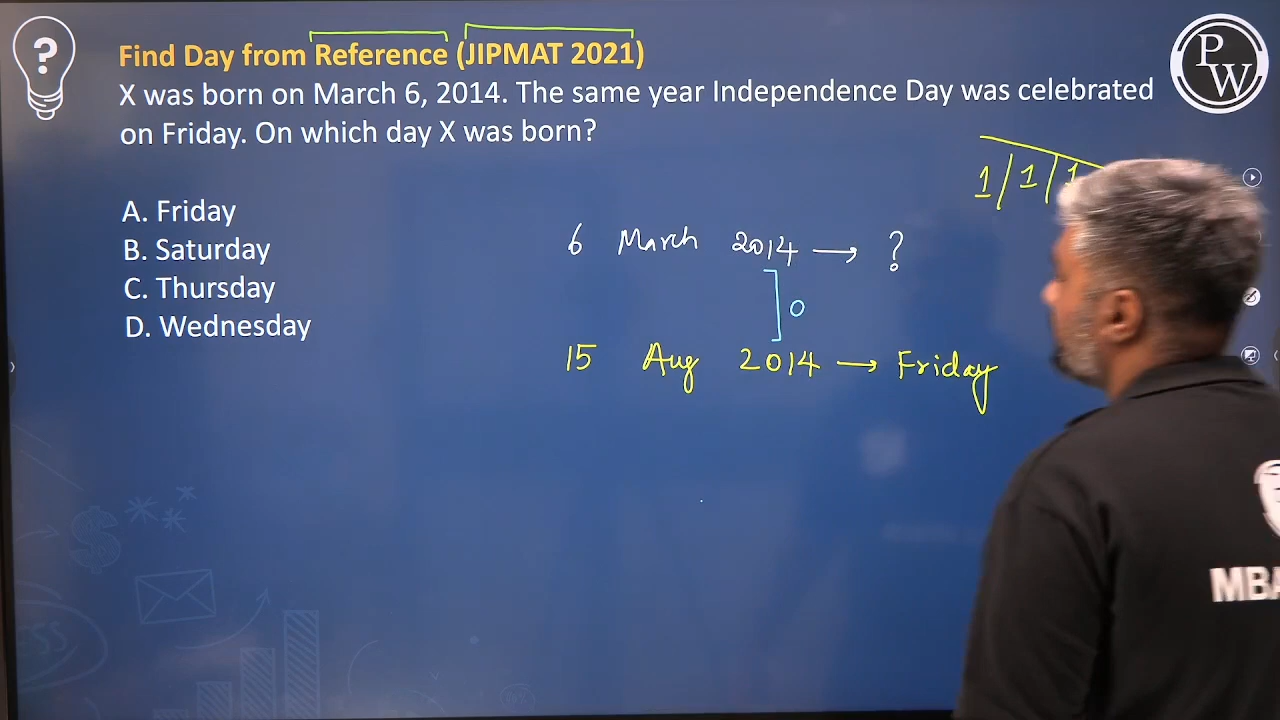 ?
Find Day from Reference (JIPMAT 2021)
X was born on March 6, 2014. The same year Independence Day was celebrated
on Friday. On which day X was born?
PW
1/1/1
A. Friday
B. Saturday
C. Thursday
D. Wednesday
6 March 2014 → ?
] 0
15 Aug 2014 → Friday
$
MBA